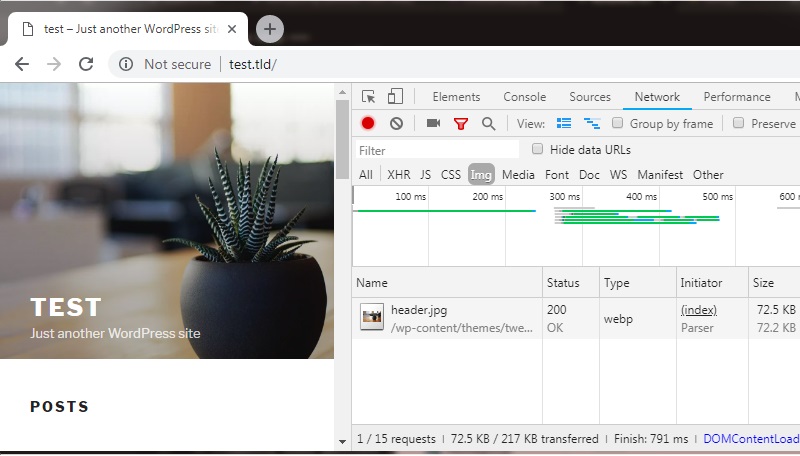 test – Just another WordPress sit
Not secure test.tld/
Elements Console Sources Network Performance M
View: Group by frame Preserve
Filter Hide data URLs
All XHR JS CSS Img Media Font Doc WS Manifest Other
100 ms 200 ms 300 ms 400 ms 500 ms 600 m
Name Status Type Initiator Size
header.jpg 200 webp (index) 72.5 KB
/wp-content/themes/twe... OK Parser 72.2 KB
TEST
Just another WordPress site
POSTS
1 / 15 requests 72.5 KB / 217 KB transferred Finish: 791 ms DOMContentLoad